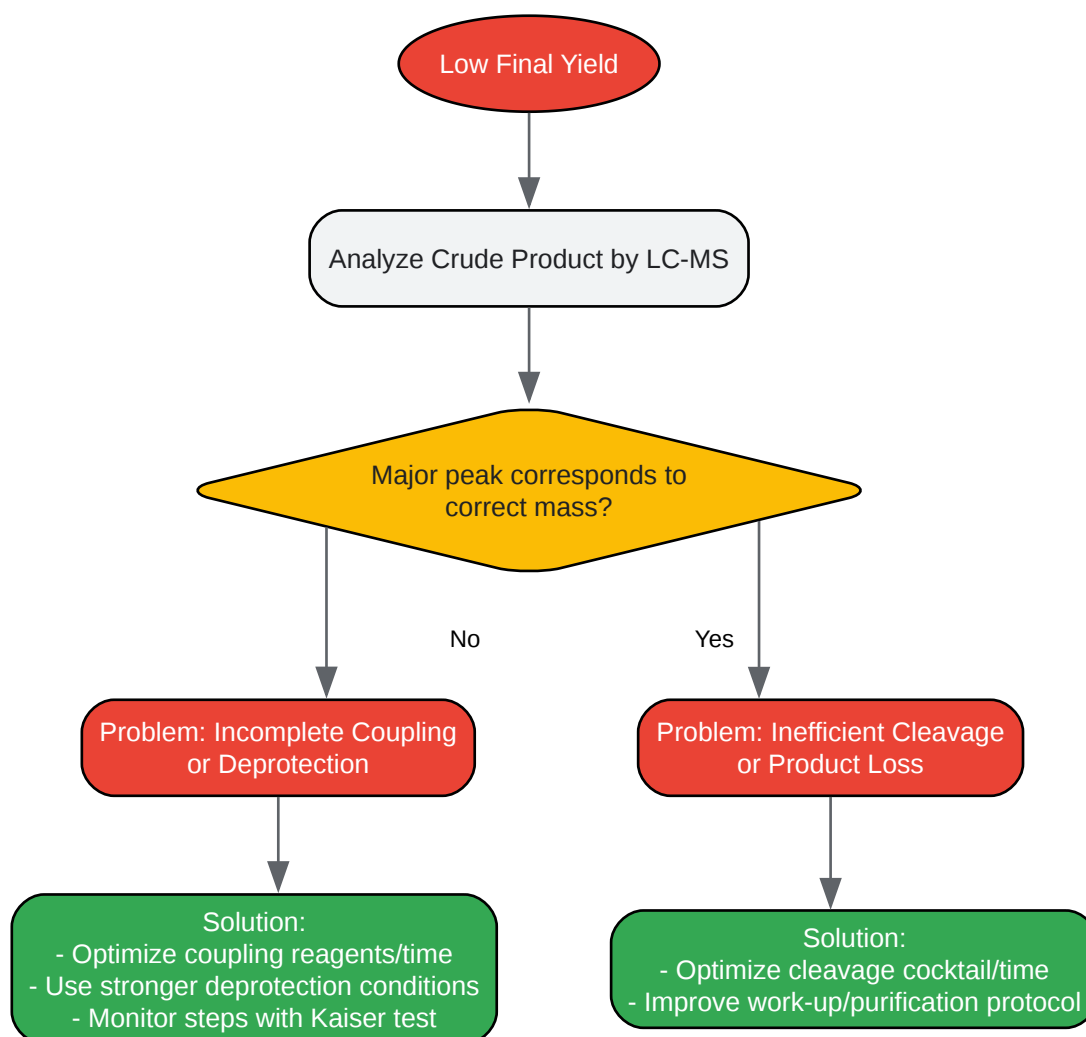 Low Final Yield
Analyze Crude Product by LC-MS
Major peak corresponds to
correct mass?
No
Yes
Problem: Incomplete Coupling
or Deprotection
Problem: Inefficient Cleavage
or Product Loss
Solution:
- Optimize coupling reagents/time
- Use stronger deprotection conditions
- Monitor steps with Kaiser test
Solution:
- Optimize cleavage cocktail/time
- Improve work-up/purification protocol